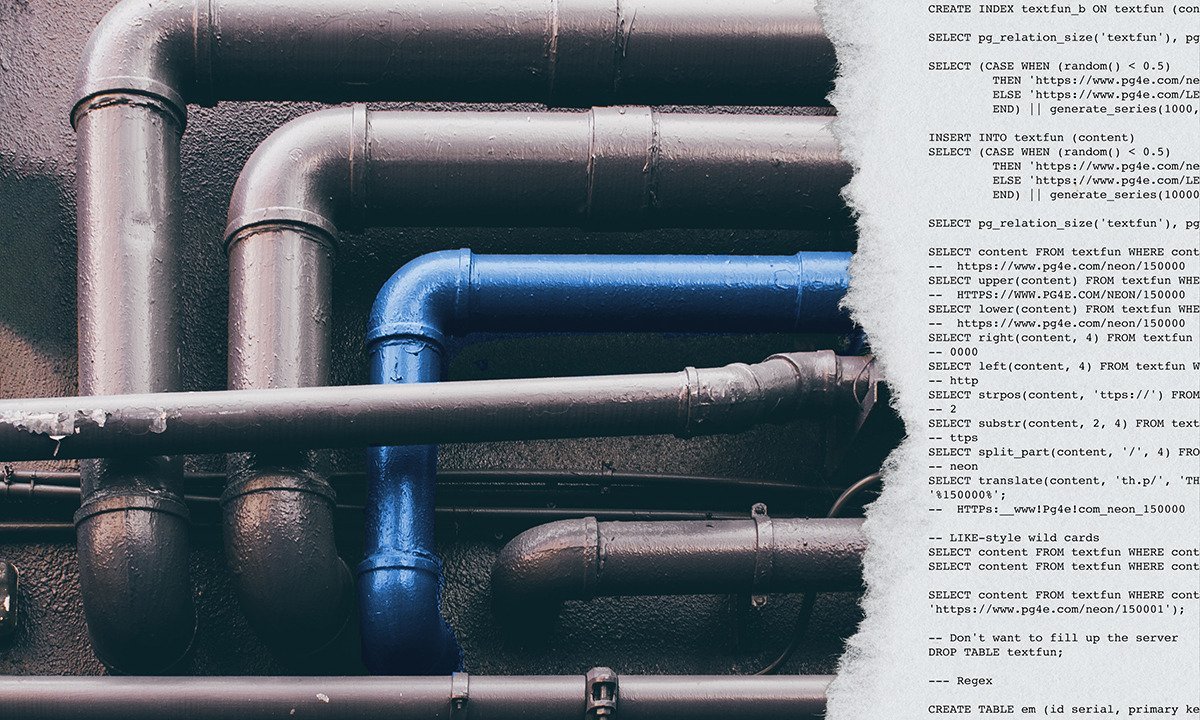 CREATE INDEX textfun_b ON textfun (con
SELECT pg_relation_size('textfun'), pg
SELECT (CASE WHEN (random() < 0.5)
THEN 'https://www.pg4e.com/neo
ELSE 'https://www.pg4e.com/LE
END) || generate_series(1000,
INSERT INTO textfun (content)
SELECT (CASE WHEN (random() < 0.5)
THEN 'https://www.pg4e.com/ne
ELSE 'https://www.pg4e.com/LE
END) || generate_series(10000
SELECT pg_relation_size('textfun'), pg
SELECT content FROM textfun WHERE cont
-- https://www.pg4e.com/neon/150000
SELECT upper(content) FROM textfun WHE
-- HTTPS://WWW.PG4E.COM/NEON/150000
SELECT lower(content) FROM textfun WHE
-- https://www.pg4e.com/neon/150000
SELECT right(content, 4) FROM textfun
-- 0000
SELECT left(content, 4) FROM textfun W
-- http
SELECT strpos(content, 'ttps://') FROM
-- 2
SELECT substr(content, 2, 4) FROM text
-- ttps
SELECT split_part(content, '/', 4) FRO
-- neon
SELECT translate(content, 'th.p/', 'TH
'%150000%';
-- HTTPs:__www!Pg4e!com_neon_150000
-- LIKE-style wild cards
SELECT content FROM textfun WHERE cont
SELECT content FROM textfun WHERE cont
SELECT content FROM textfun WHERE cont
'https://www.pg4e.com/neon/150001');
-- Don't want to fill up the server
DROP TABLE textfun;
--- Regex
CREATE TABLE em (id serial, primary ke